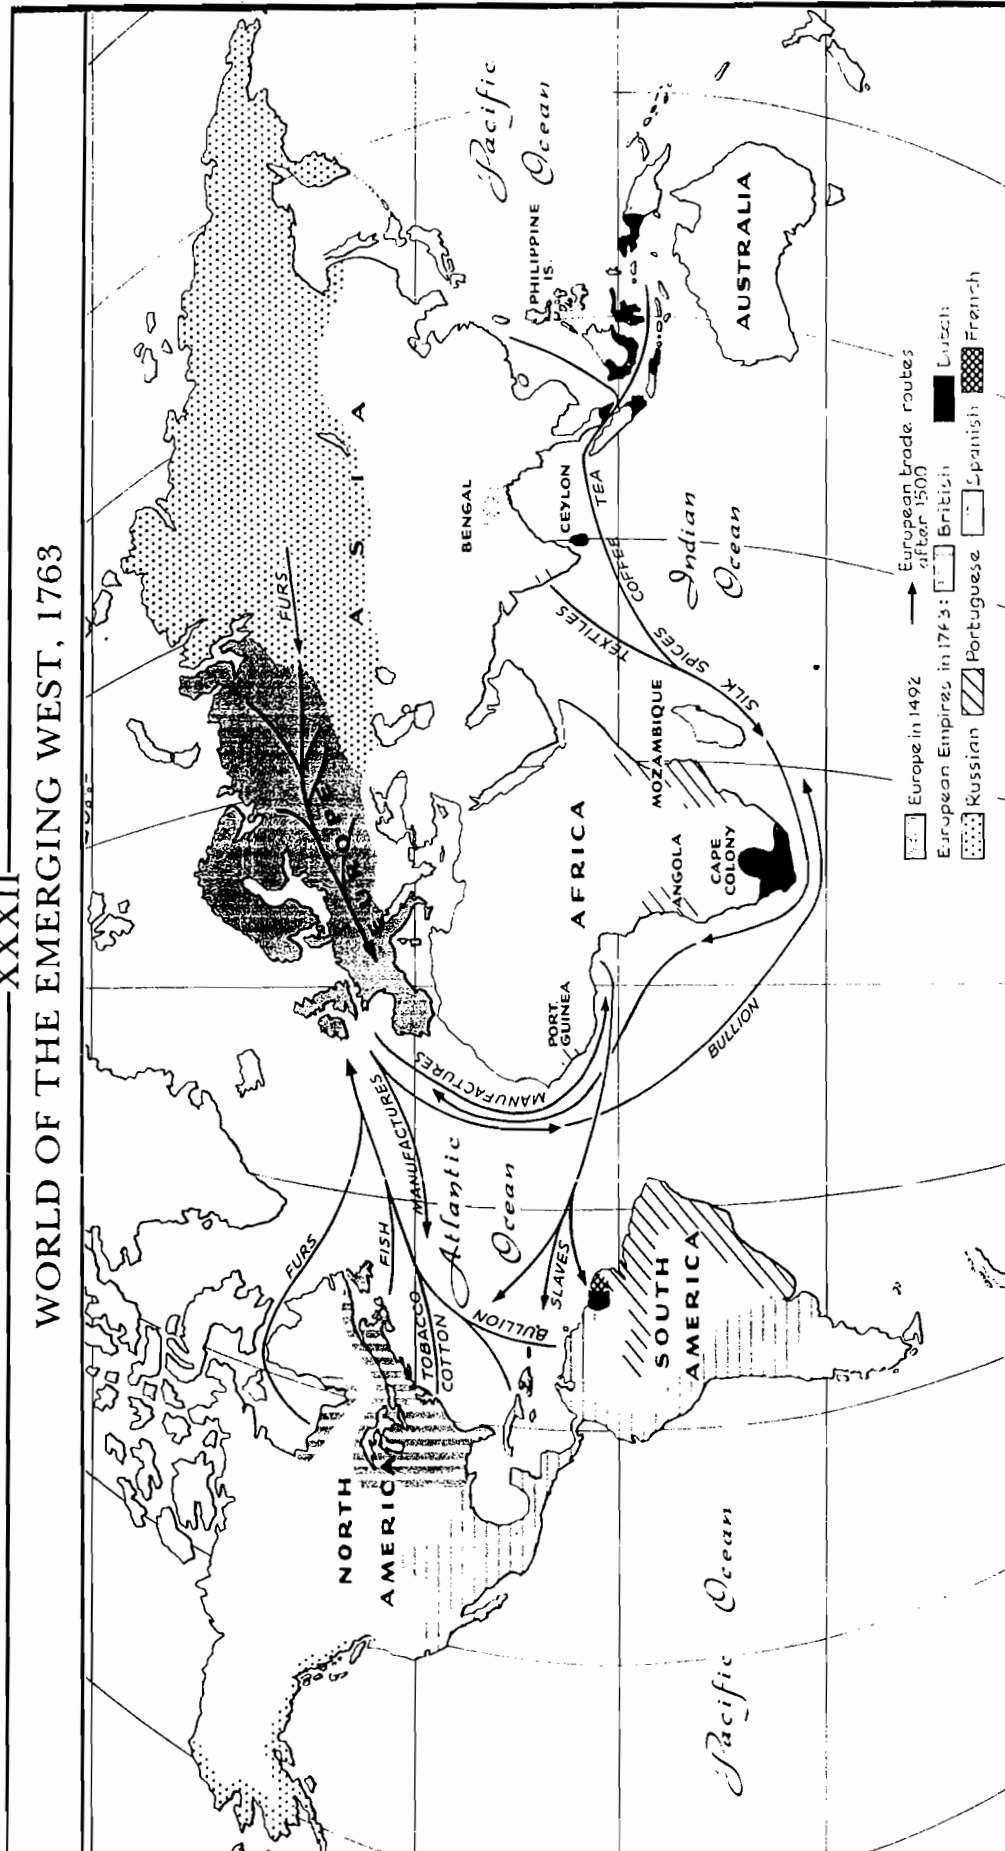 XXXII
WORLD OF THE EMERGING WEST, 1763
NORTH
AMERICA
FURS
FISH
MANUFACTURES
TOBACCO
COTTON
BULLION
SLAVES
SOUTH
AMERICA
Atlantic
Ocean
Pacific Ocean
EUROPE
FURS
ASIA
MANUFACTURES
PORT.
GUINEA
AFRICA
BULLION
ANGOLA
CAPE
COLONY
MOZAMBIQUE
TEXTILES
SILK
SPICES
COFFEE
TEA
BENGAL
CEYLON
Indian
Ocean
PHILIPPINE
IS.
Pacific
Ocean
AUSTRALIA
Europe in 1492
European trade routes
after 1500
European Empires in 1763:
British
Dutch
Russian
Portuguese
Spanish
French